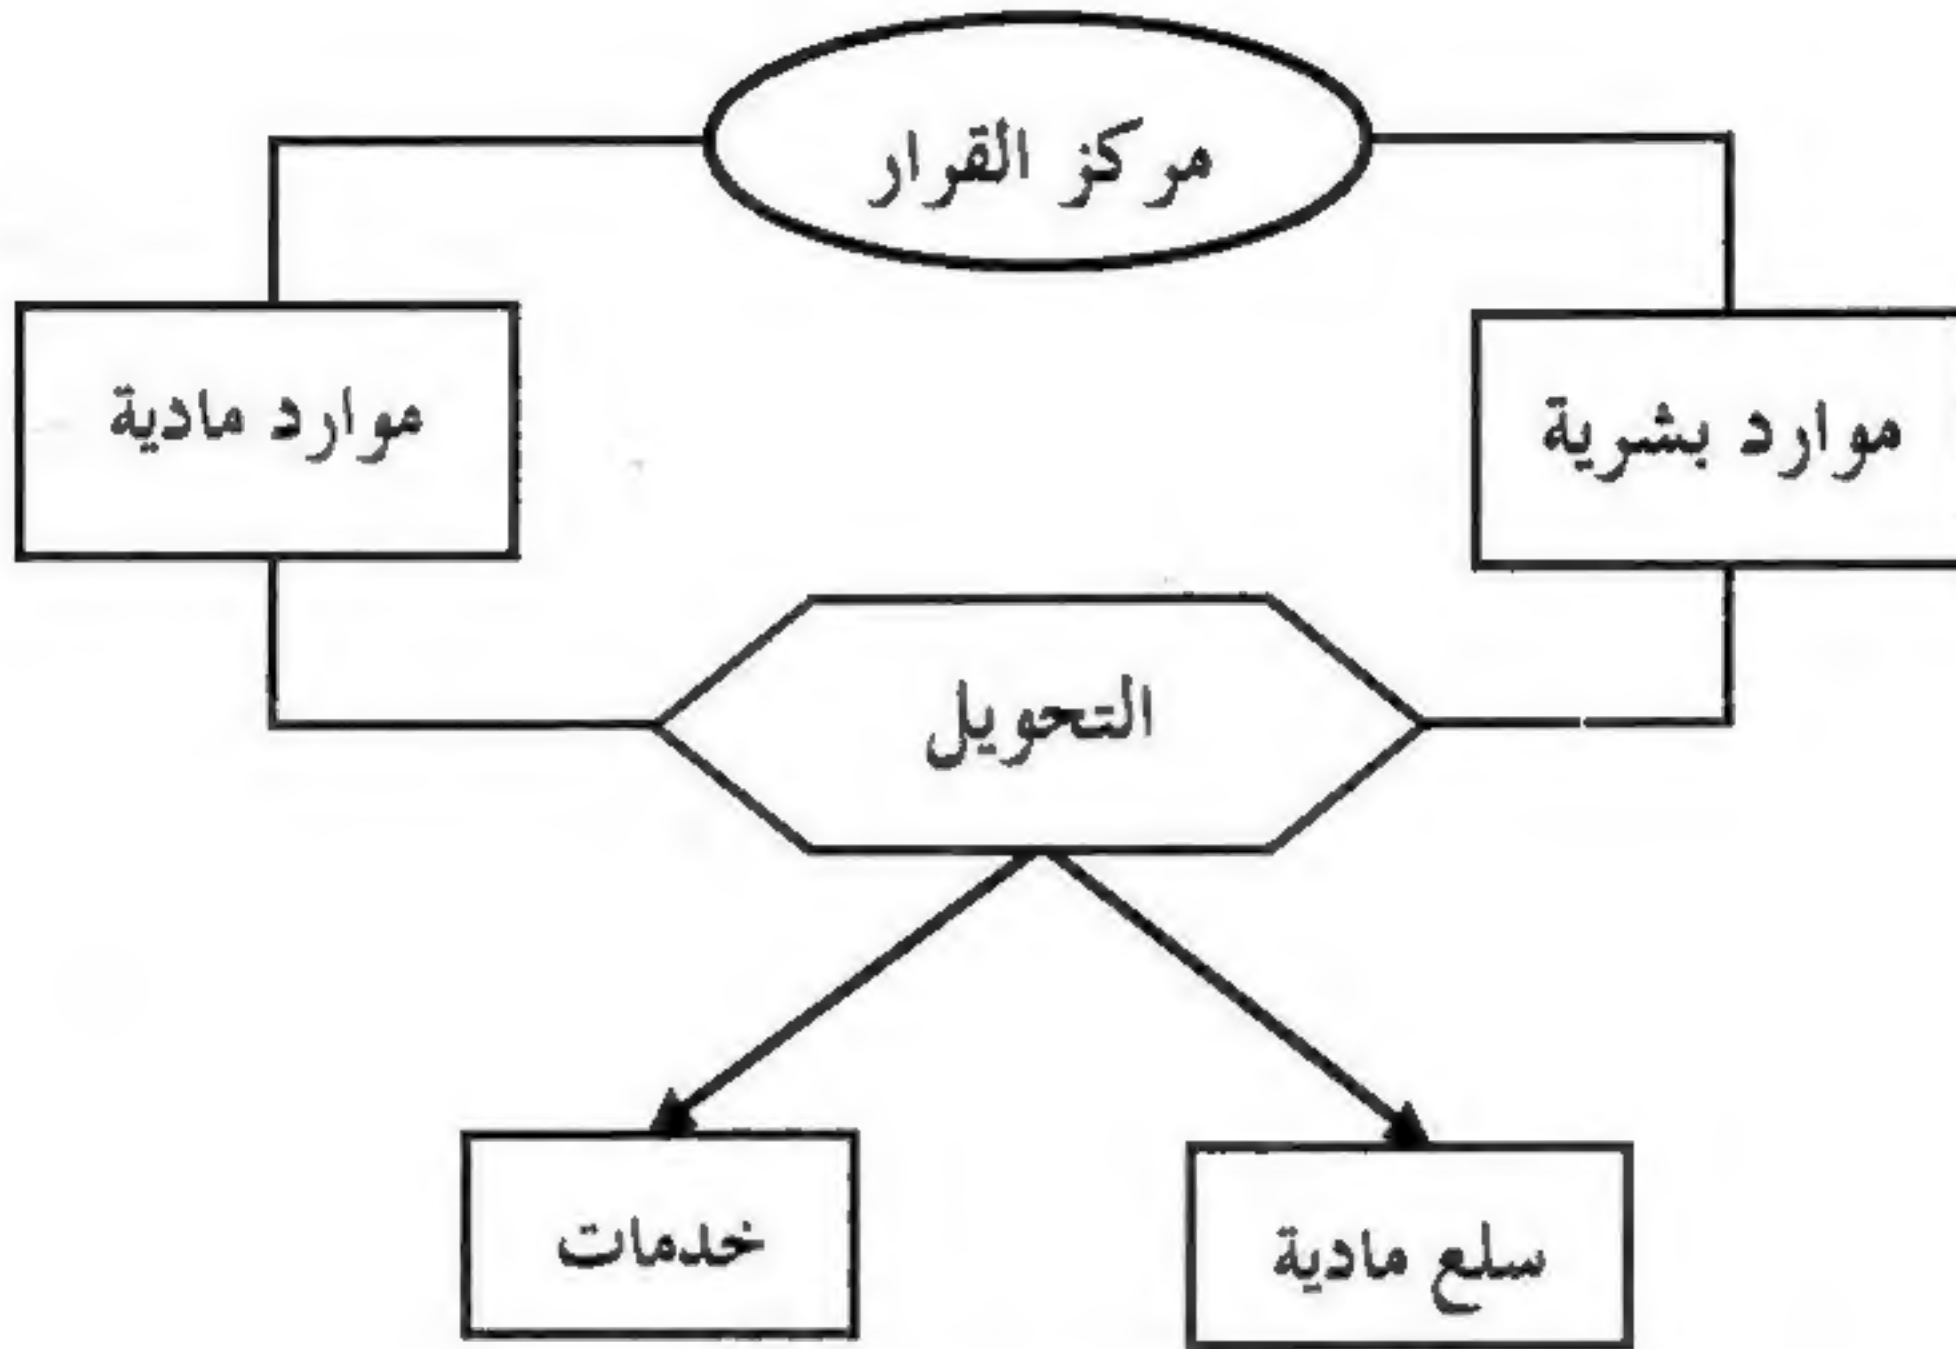 مركز القرار
موارد بشرية
موارد مادية
التحويل
سلع مادية
خدمات